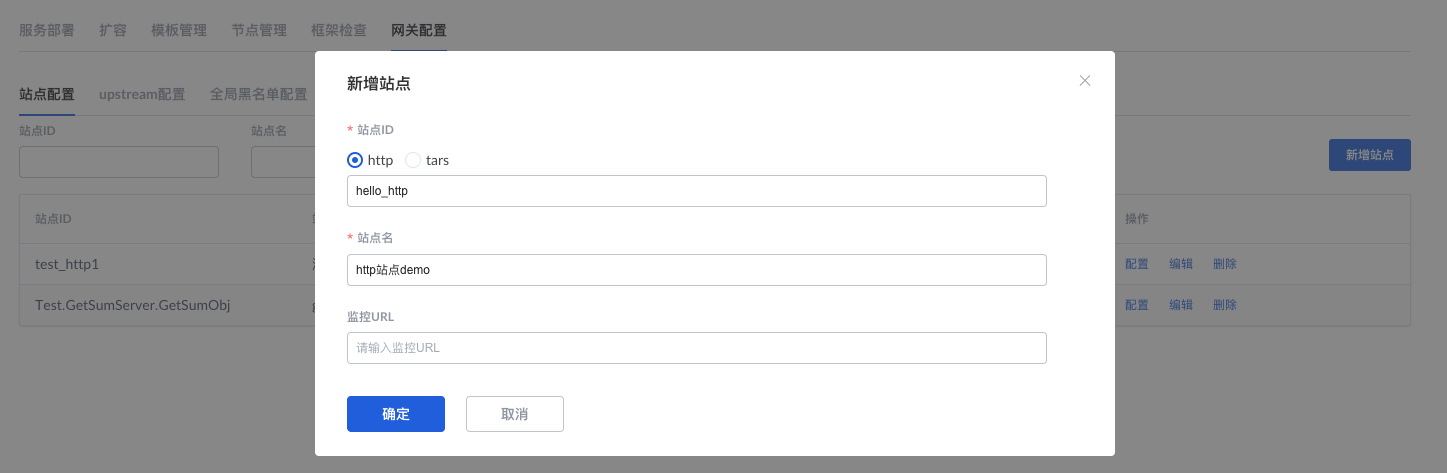 服务部署 扩容 模板管理 节点管理 框架检查 网关配置
新增站点
站点配置 upstream配置 全局黑名单配置
站点ID 站点名
* 站点ID
http tars
新增站点
hello_http
站点ID 操作
* 站点名
test_http1 配置 编辑 删除
http站点demo
Test.GetSumServer.GetSumObj 配置 编辑 删除
监控URL
请输入监控URL
确定 取消